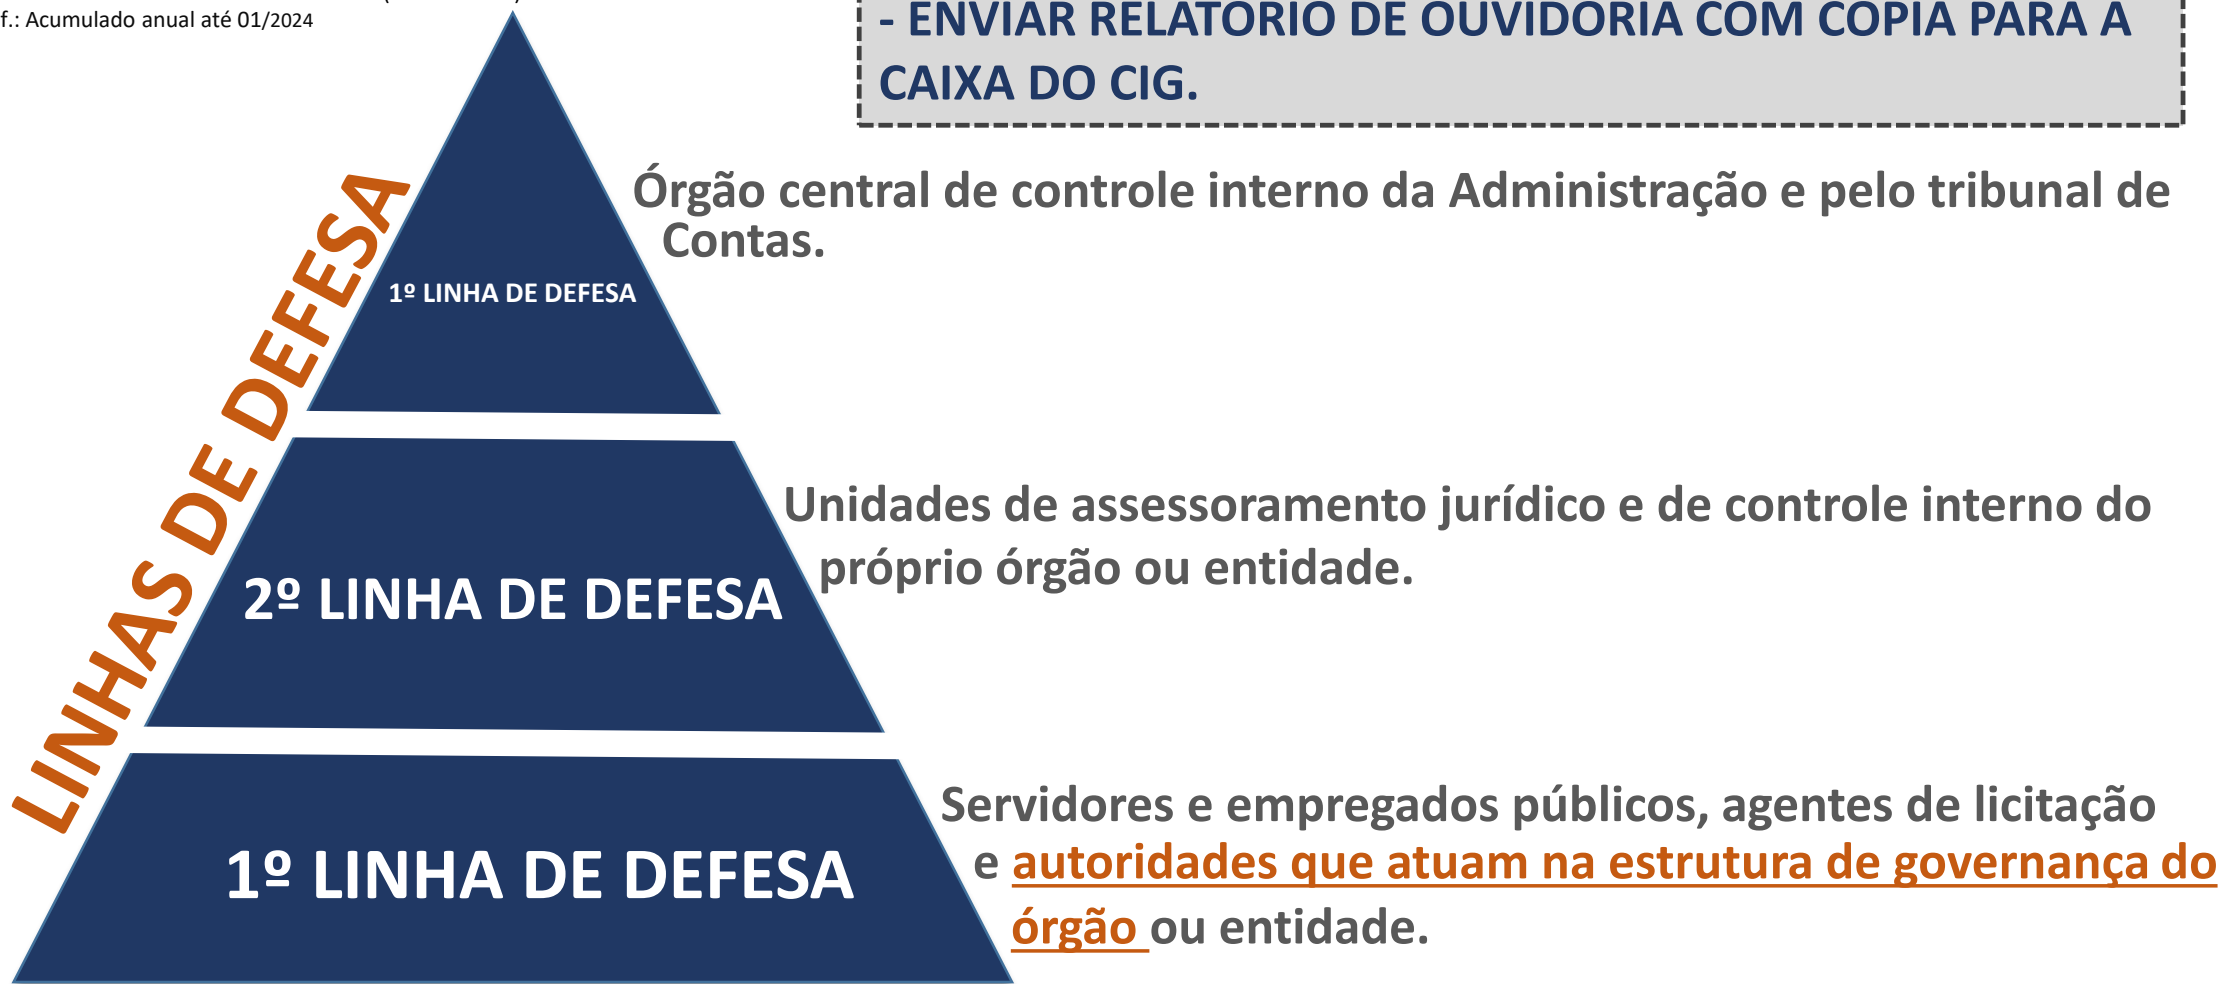 f.: Acumulado anual até 01/2024
- ENVIAR RELATORIO DE OUVIDORIA COM COPIA PARA A
CAIXA DO CIG.
LINHAS DE DEFESA
Órgão central de controle interno da Administração e pelo tribunal de
Contas.
1º LINHA DE DEFESA
Unidades de assessoramento jurídico e de controle interno do
próprio órgão ou entidade.
2º LINHA DE DEFESA
Servidores e empregados públicos, agentes de licitação
e autoridades que atuam na estrutura de governança do
órgão ou entidade.
1º LINHA DE DEFESA